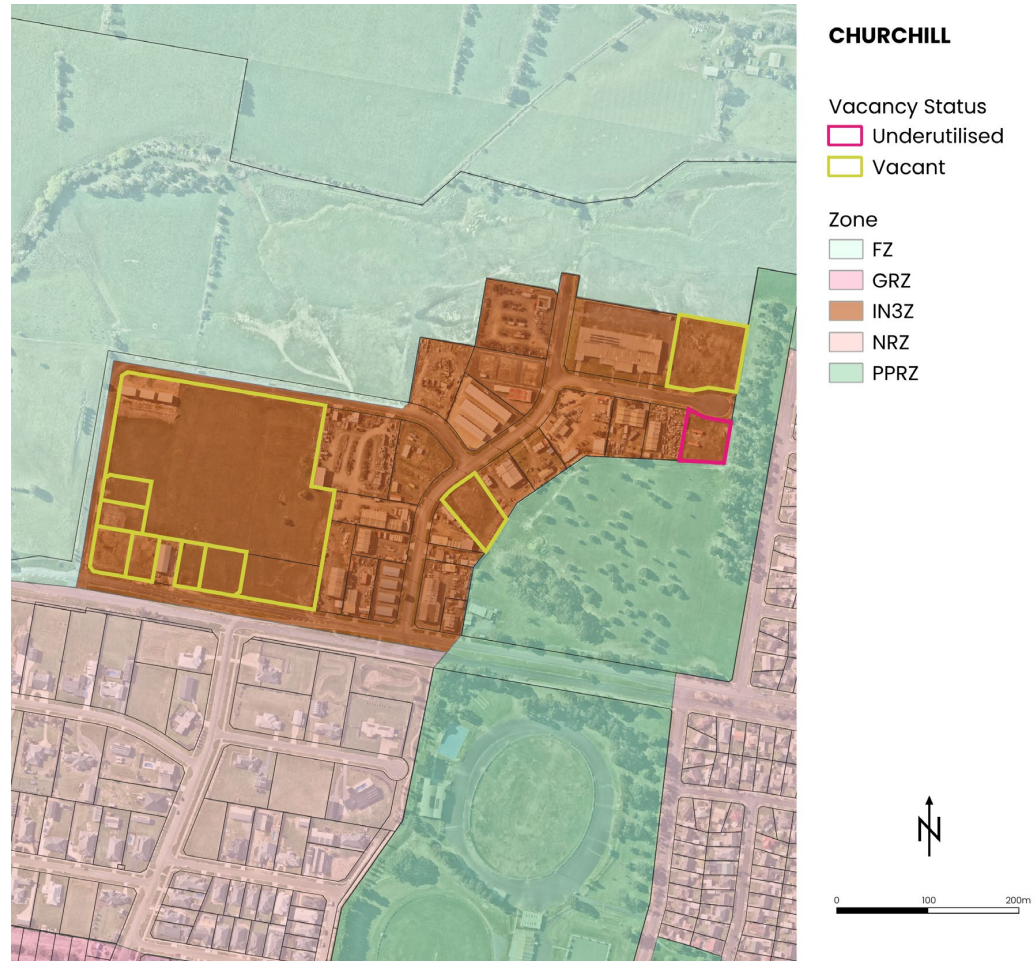 CHURCHILL
Vacancy Status
Underutilised
Vacant
Zone
FZ
GRZ
IN3Z
NRZ
PPRZ
N
0 100 200m